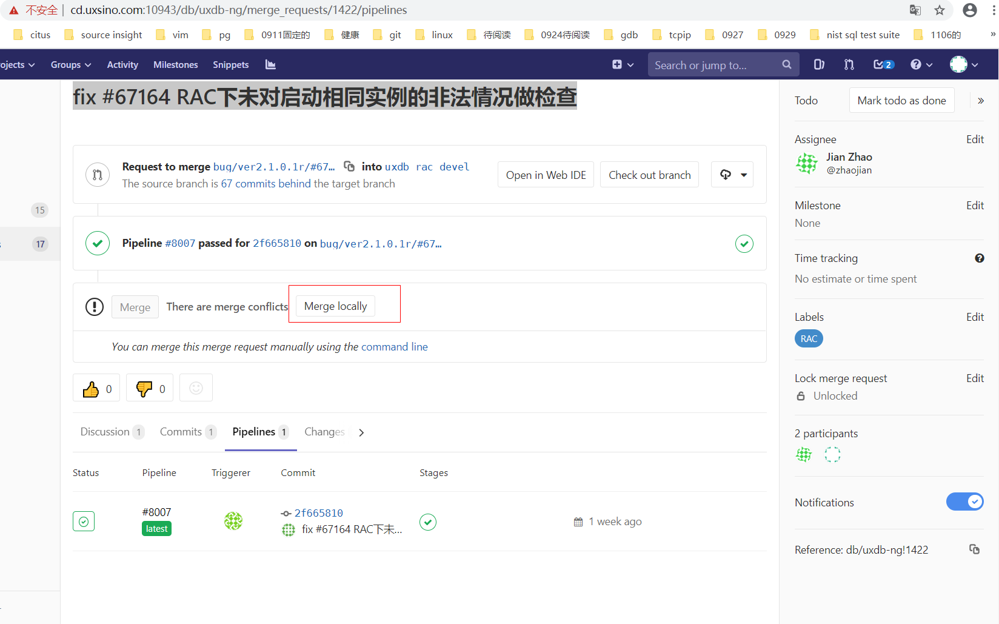 不安全 cd.uxsino.com:10943/db/uxdb-ng/merge_requests/1422/pipelines
citus source insight vim pg 0911固定的 健康 git linux 待阅读 0924待阅读 gdb tcpip 0927 0929 nist sql test suite 1106的 »
ojects Groups Activity Milestones Snippets Search or jump to... 2
fix #67164 RAC下未对启动相同实例的非法情况做检查
Request to merge bug/ver2.1.0.1r/#67... into uxdb rac devel
The source branch is 67 commits behind the target branch
Open in Web IDE Check out branch
15
17
Pipeline #8007 passed for 2f665810 on bug/ver2.1.0.1r/#67...
Merge There are merge conflicts Merge locally
You can merge this merge request manually using the command line
0 0
Discussion 1 Commits 1 Pipelines 1 Changes
Status Pipeline Triggerer Commit Stages
#8007
latest
2f665810
fix #67164 RAC下未...
1 week ago
Todo Mark todo as done »
Assignee Edit
Jian Zhao
@zhaojian
Milestone Edit
None
Time tracking
No estimate or time spent
Labels Edit
RAC
Lock merge request Edit
Unlocked
2 participants
Notifications
Reference: db/uxdb-ng!1422